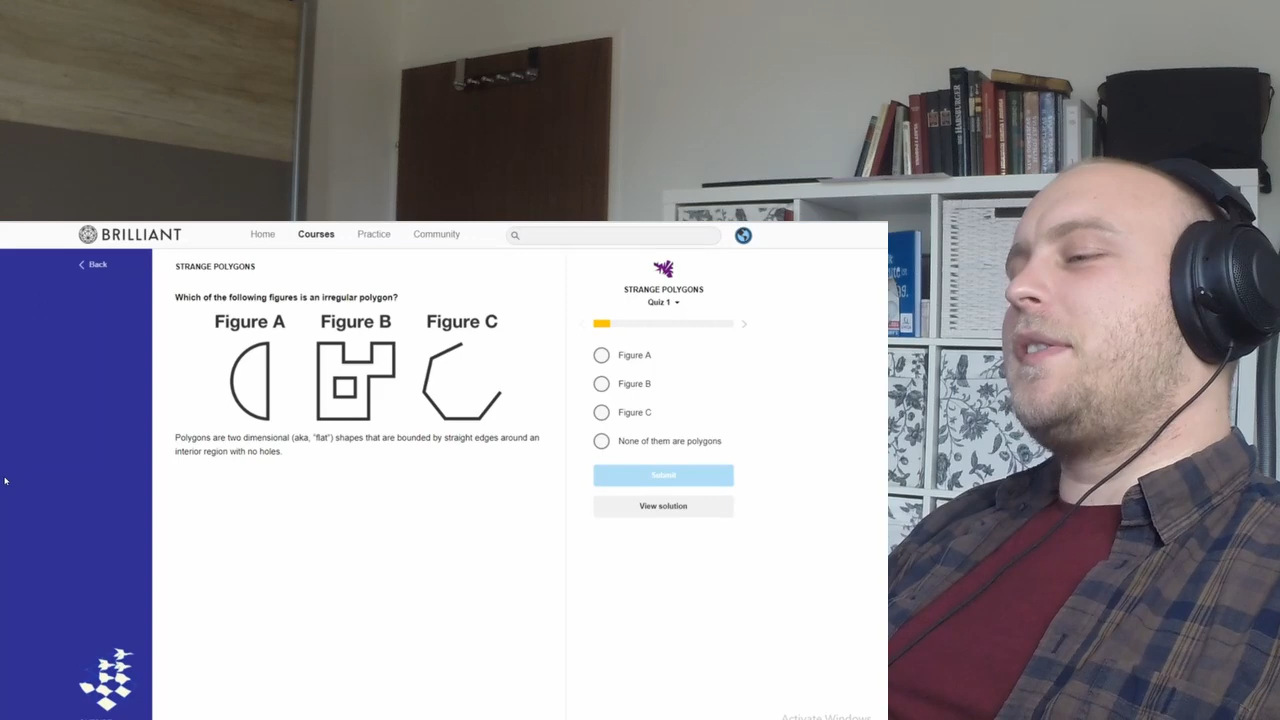 HABSBURGER
BRILLIANT
Home
Courses
Practice
Community
Back
STRANGE POLYGONS
Which of the following figures is an irregular polygon?
Figure A
Figure B
Figure C
Polygons are two dimensional (aka, "flat") shapes that are bounded by straight edges around an
interior region with no holes.
STRANGE POLYGONS
Quiz 1
Figure A
Figure B
Figure C
None of them are polygons
Submit
View solution
Activate Windows